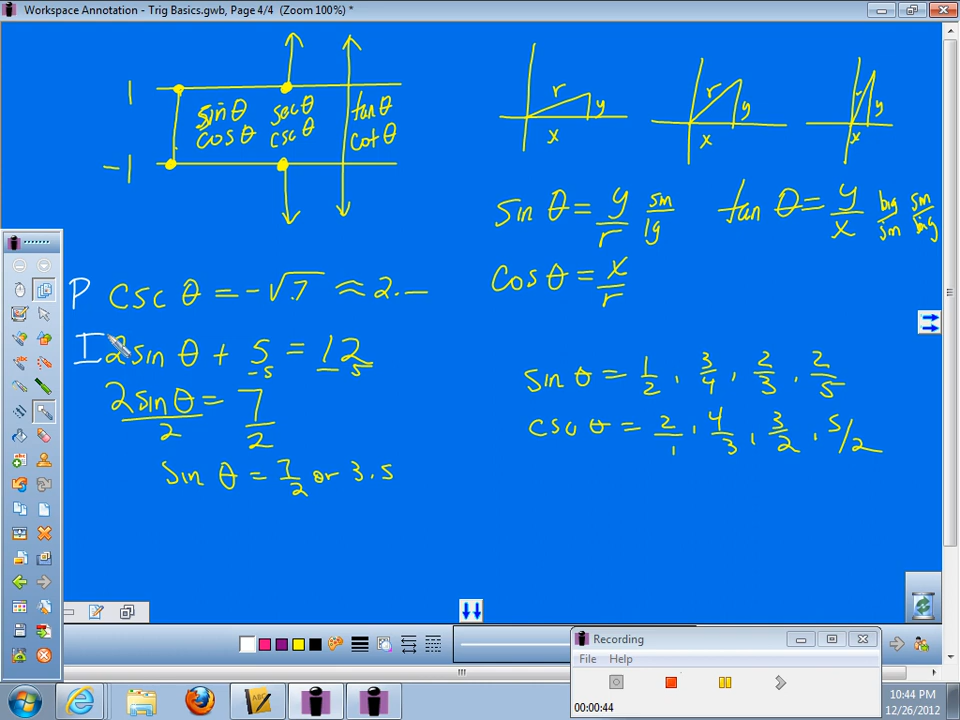 Workspace Annotation - Trig Basics.gwb, Page 4/4 (Zoom 100%) *
1
sin θ sec θ tan θ
cos θ csc θ cot θ
-1
r y x
r y x
r y x
sin θ = y/r sm/lg
tan θ = y/x big/sm sm/big
cos θ = x/r
P csc θ = -√.7 ≈ 2. —
I 2 sin θ + 5 = 12
-5 -5
2 sin θ / 2 = 7/2
sin θ = 7/2 or 3.5
sin θ = 1/2, 3/4, 2/3, 2/5
csc θ = 2/1, 4/3, 3/2, 5/2
Recording
File Help
00:00:44
10:44 PM
12/26/2012